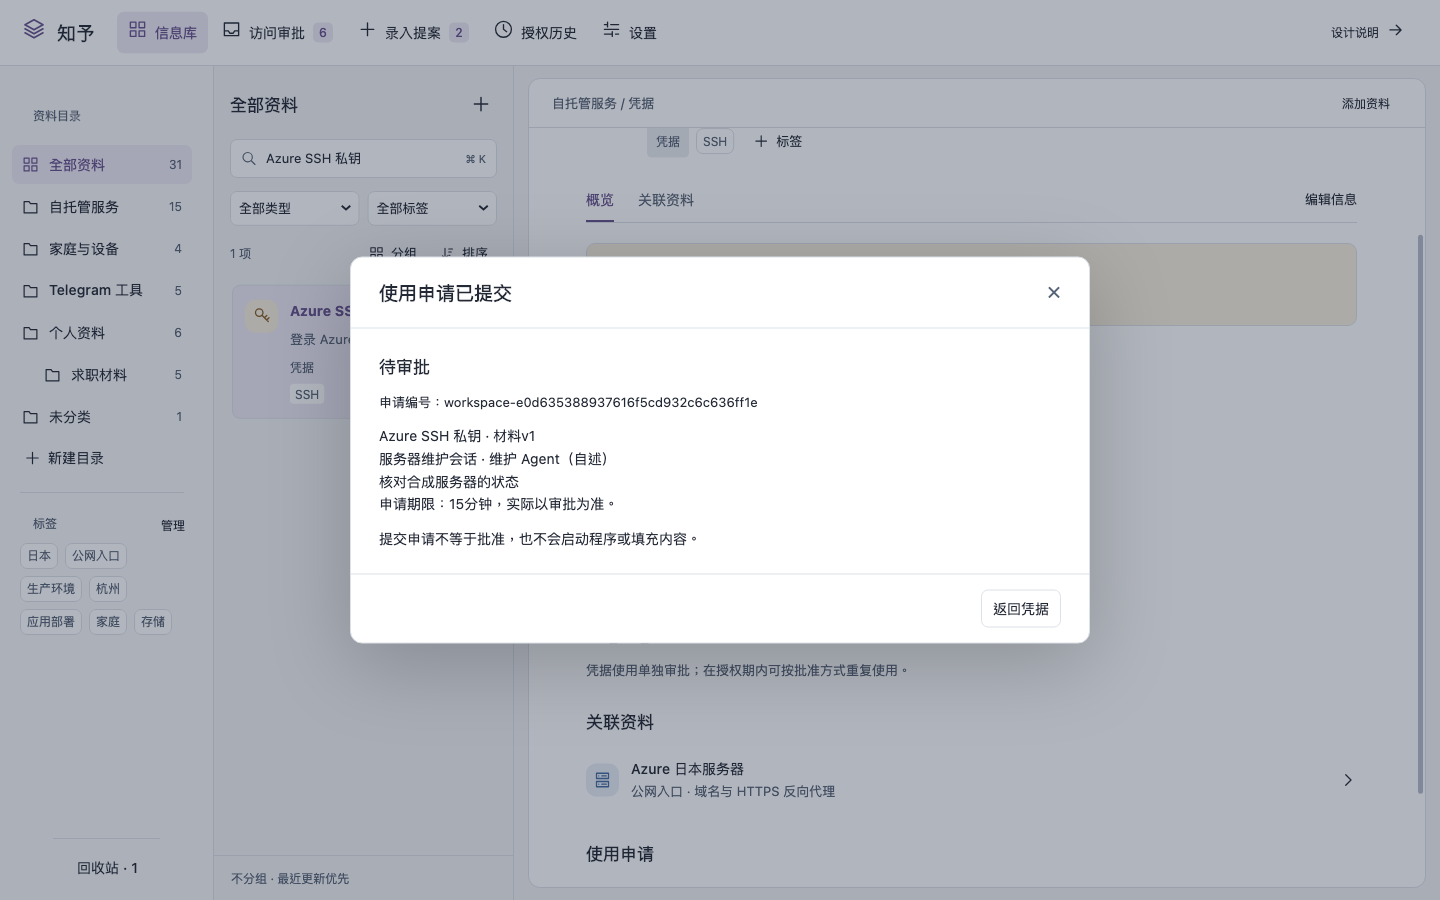 知予
信息库
访问审批 6
录入提案 2
授权历史
设置
设计说明
资料目录
全部资料 31
自托管服务 15
家庭与设备 4
Telegram 工具 5
个人资料 6
求职材料 5
未分类 1
新建目录
标签 管理
日本 公网入口
生产环境 杭州
应用部署 家庭 存储
回收站 · 1
全部资料
Azure SSH 私钥 ⌘ K
全部类型 全部标签
1 项 分组 排序
Azure SS
登录 Azure
凭据
SSH
不分组 · 最近更新优先
自托管服务 / 凭据 添加资料
凭据 SSH 标签
概览 关联资料 编辑信息
使用申请已提交
待审批
申请编号：workspace-e0d635388937616f5cd932c6c636ff1e
Azure SSH 私钥 · 材料v1
服务器维护会话 · 维护 Agent（自述）
核对合成服务器的状态
申请期限：15分钟，实际以审批为准。
提交申请不等于批准，也不会启动程序或填充内容。
返回凭据
凭据使用单独审批；在授权期内可按批准方式重复使用。
关联资料
Azure 日本服务器
公网入口 · 域名与 HTTPS 反向代理
使用申请